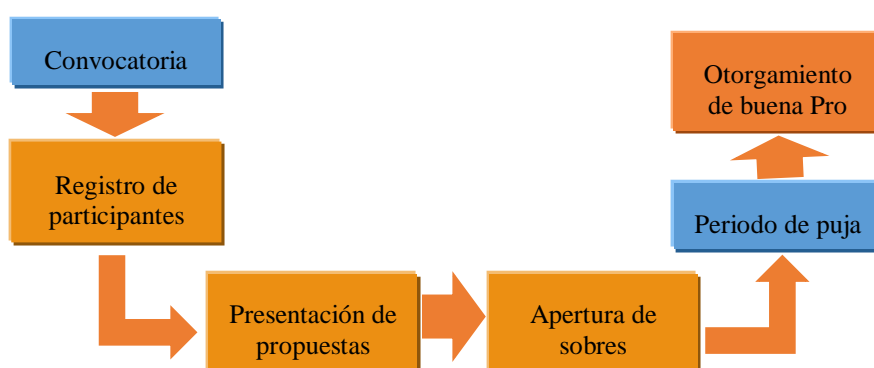 Convocatoria
Registro de
participantes
Presentación de
propuestas
Apertura de
sobres
Periodo de puja
Otorgamiento
de buena Pro